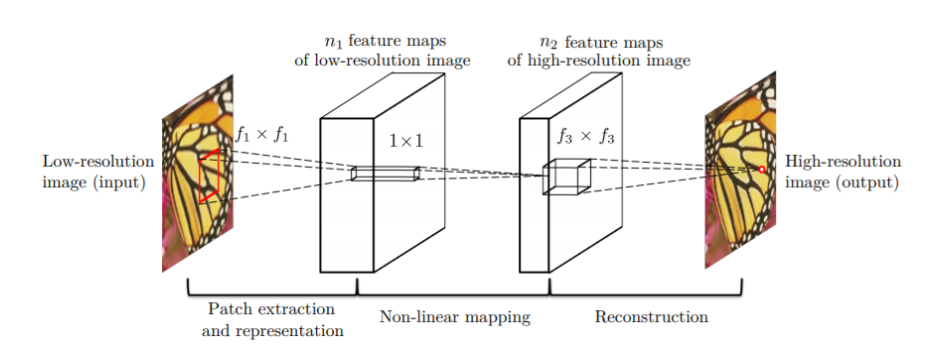 n₁ feature maps
of low-resolution image
n₂ feature maps
of high-resolution image
f₁ × f₁
1×1
f₃ × f₃
Low-resolution
image (input)
High-resolution
image (output)
Patch extraction
and representation
Non-linear mapping
Reconstruction